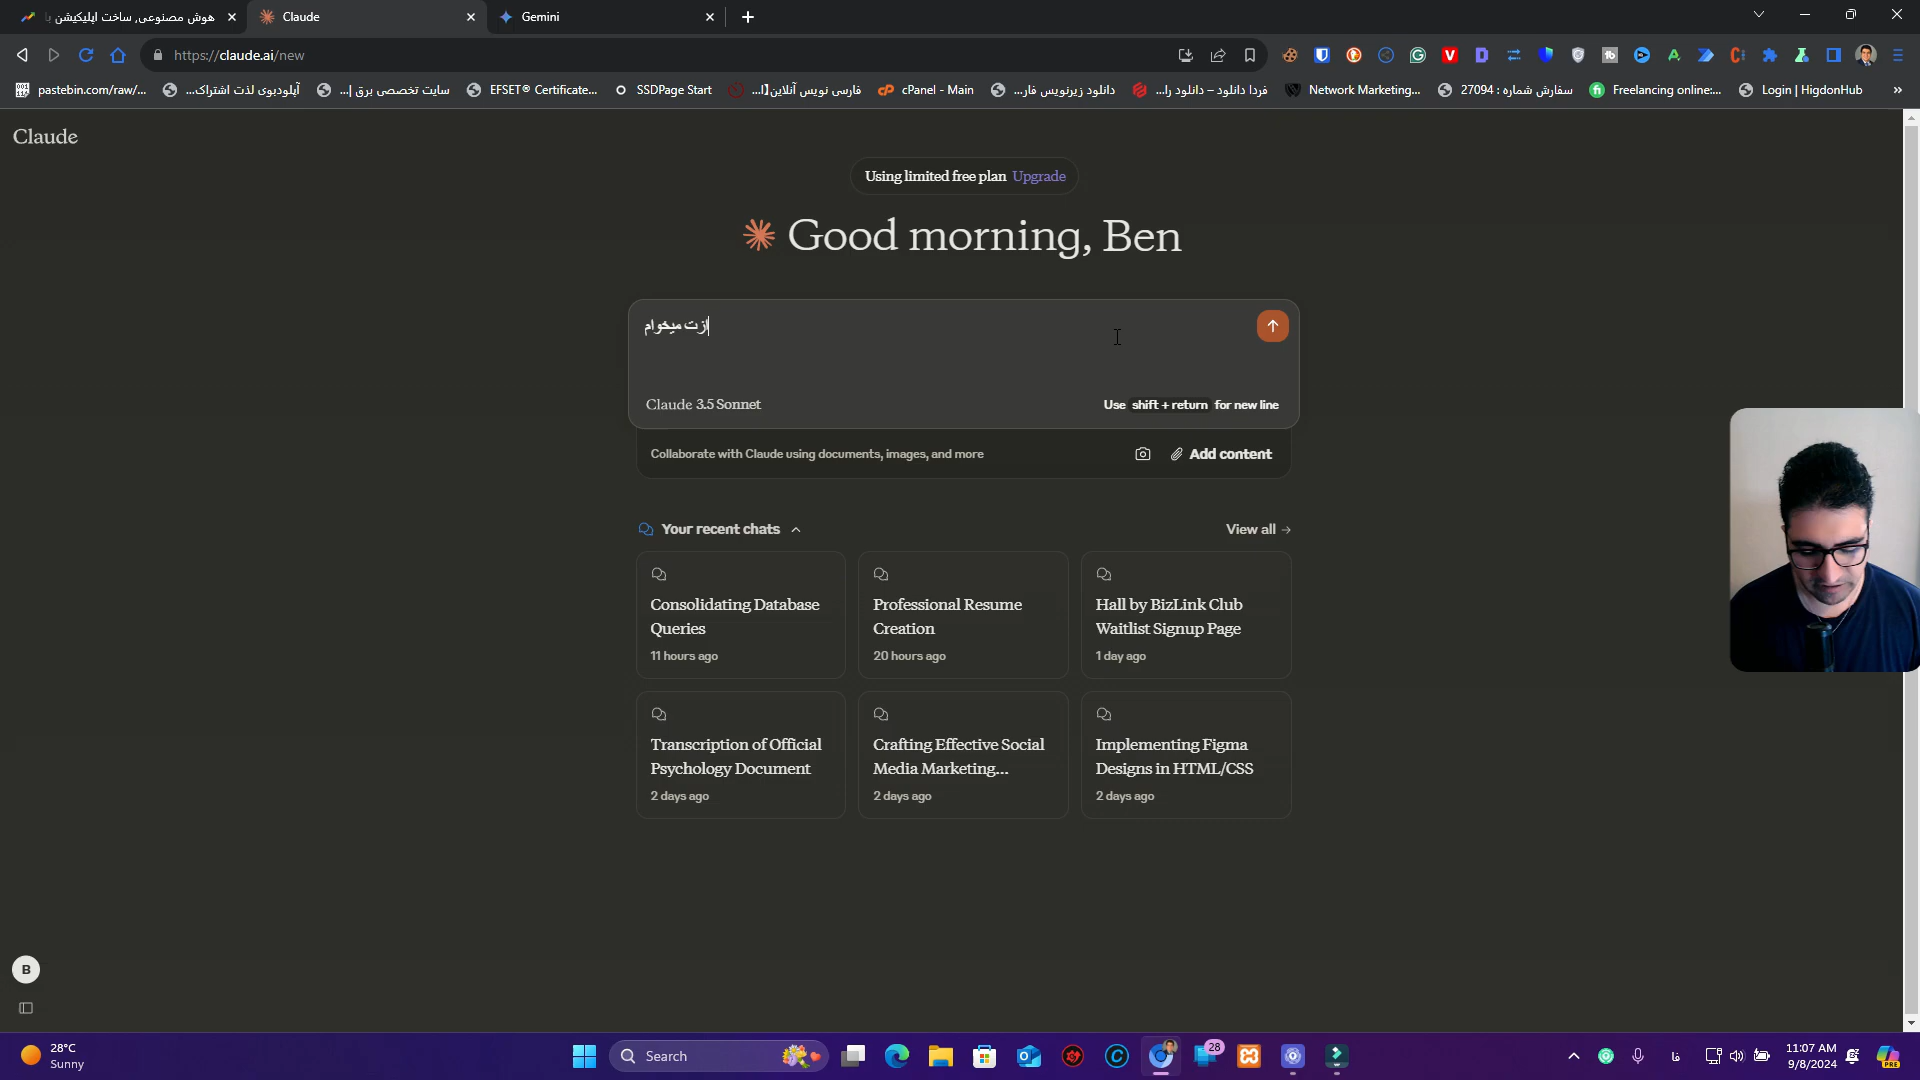 هوش مصنوعی, ساخت اپلیکیشن با
Claude
Gemini
https://claude.ai/new
pastebin.com/raw/...
آپلودبوی لذت اشتراک...
سایت تخصصی برق |...
EFSET® Certificate...
SSDPage Start
فارسی نویس آنلاین【ا...
cPanel - Main
دانلود زیرنویس فار...
فردا دانلود – دانلود را...
Network Marketing...
سفارش شماره : 27094
Freelancing online:...
Login | HigdonHub
»
Claude
Using limited free plan Upgrade
Good morning, Ben
ازت میخوام
Claude 3.5 Sonnet
Use shift + return for new line
Collaborate with Claude using documents, images, and more
Add content
Your recent chats
View all →
Consolidating Database
Queries
11 hours ago
Professional Resume
Creation
20 hours ago
Hall by BizLink Club
Waitlist Signup Page
1 day ago
Transcription of Official
Psychology Document
2 days ago
Crafting Effective Social
Media Marketing...
2 days ago
Implementing Figma
Designs in HTML/CSS
2 days ago
B
28°C
Sunny
Search
28
فا
11:07 AM
9/8/2024
PRE